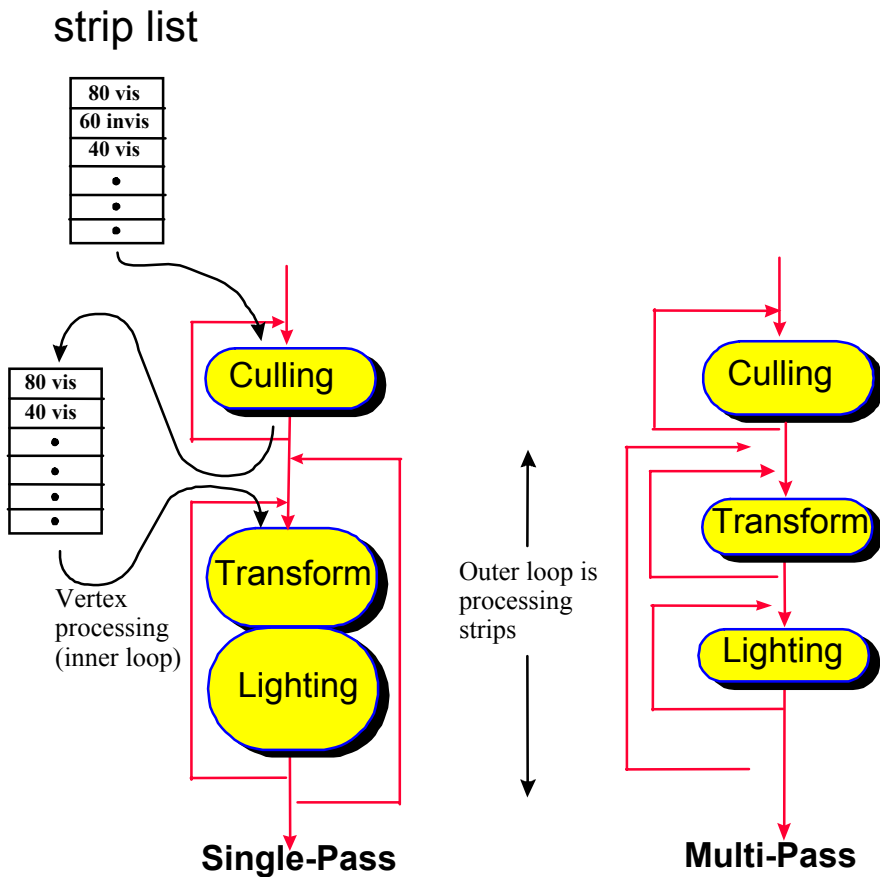 strip list
80 vis
60 invis
40 vis
Culling
80 vis
40 vis
Transform
Lighting
Vertex
processing
(inner loop)
Outer loop is
processing
strips
Single-Pass
Culling
Transform
Lighting
Multi-Pass